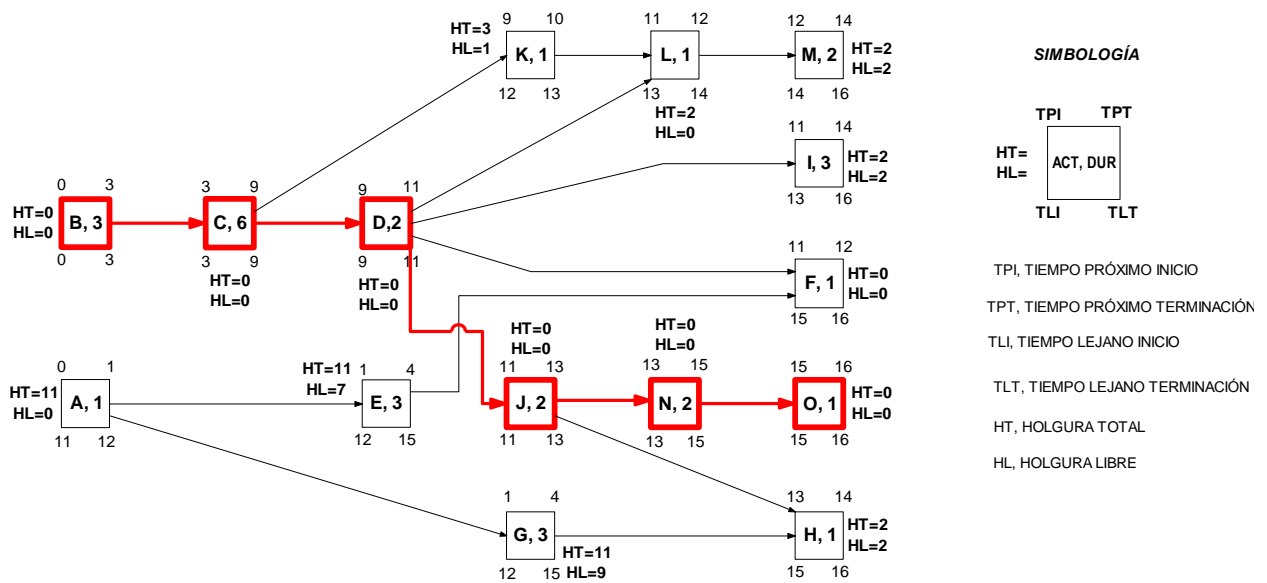 9 10
HT=3
HL=1
K, 1
12 13
11 12
L, 1
13 14
HT=2
HL=0
12 14
M, 2
HT=2
HL=2
14 16
SIMBOLOGÍA
TPI TPT
HT=
HL=
ACT, DUR
TLI TLT
11 14
I, 3
HT=2
HL=2
13 16
0 3
HT=0
HL=0
B, 3
0 3
3 9
C, 6
3 9
HT=0
HL=0
9 11
D,2
9 11
HT=0
HL=0
11 12
F, 1
HT=0
HL=0
15 16
TPI, TIEMPO PRÓXIMO INICIO
TPT, TIEMPO PRÓXIMO TERMINACIÓN
TLI, TIEMPO LEJANO INICIO
TLT, TIEMPO LEJANO TERMINACIÓN
HT, HOLGURA TOTAL
HL, HOLGURA LIBRE
0 1
HT=11
HL=0
A, 1
11 12
HT=11
HL=7
1 4
E, 3
12 15
HT=0
HL=0
11 13
J, 2
11 13
HT=0
HL=0
13 15
N, 2
13 15
15 16
O, 1
HT=0
HL=0
15 16
1 4
G, 3
12 15
HT=11
HL=9
13 14
H, 1
HT=2
HL=2
15 16